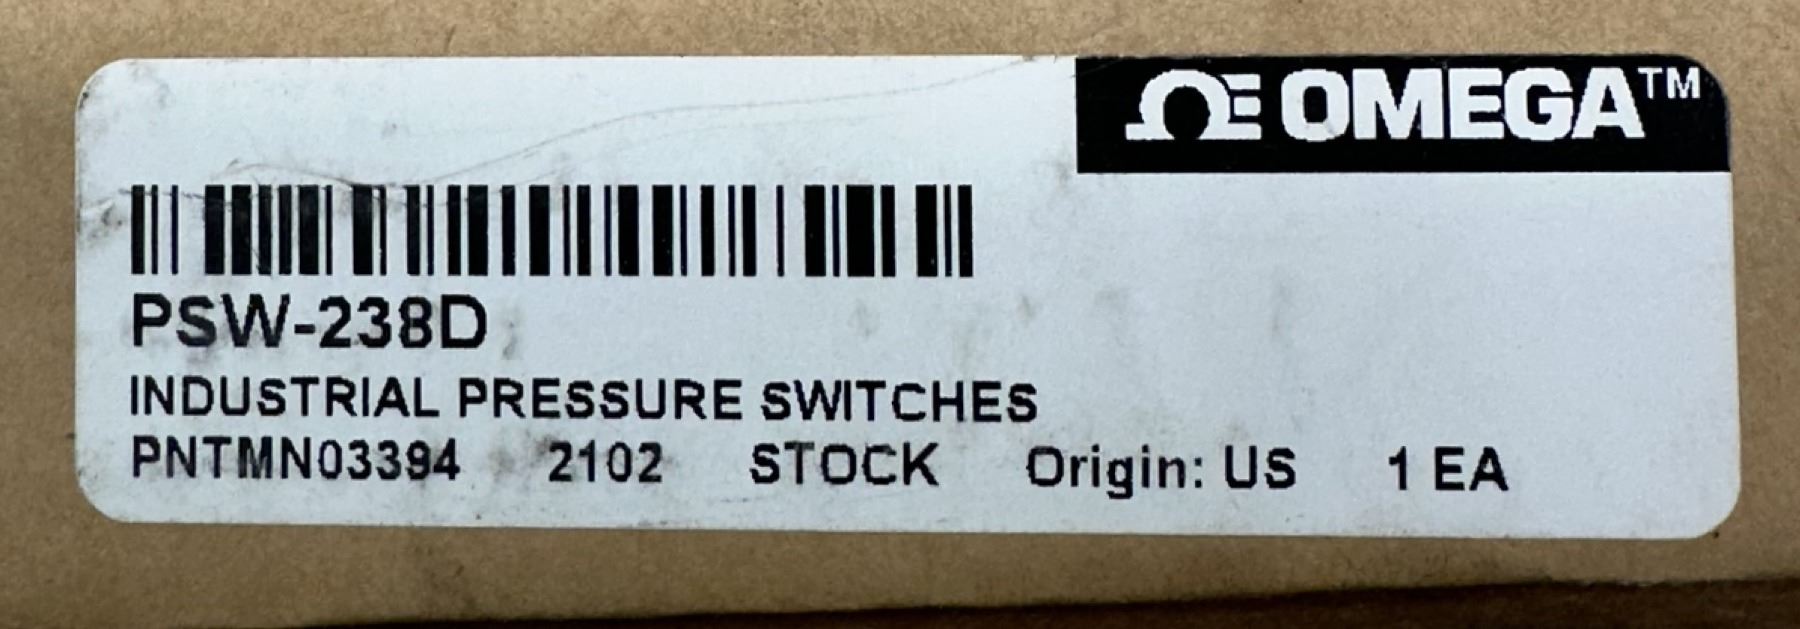 OMEGA™
PSW-238D
INDUSTRIAL PRESSURE SWITCHES
PNTMN03394 2102 STOCK Origin: US 1 EA